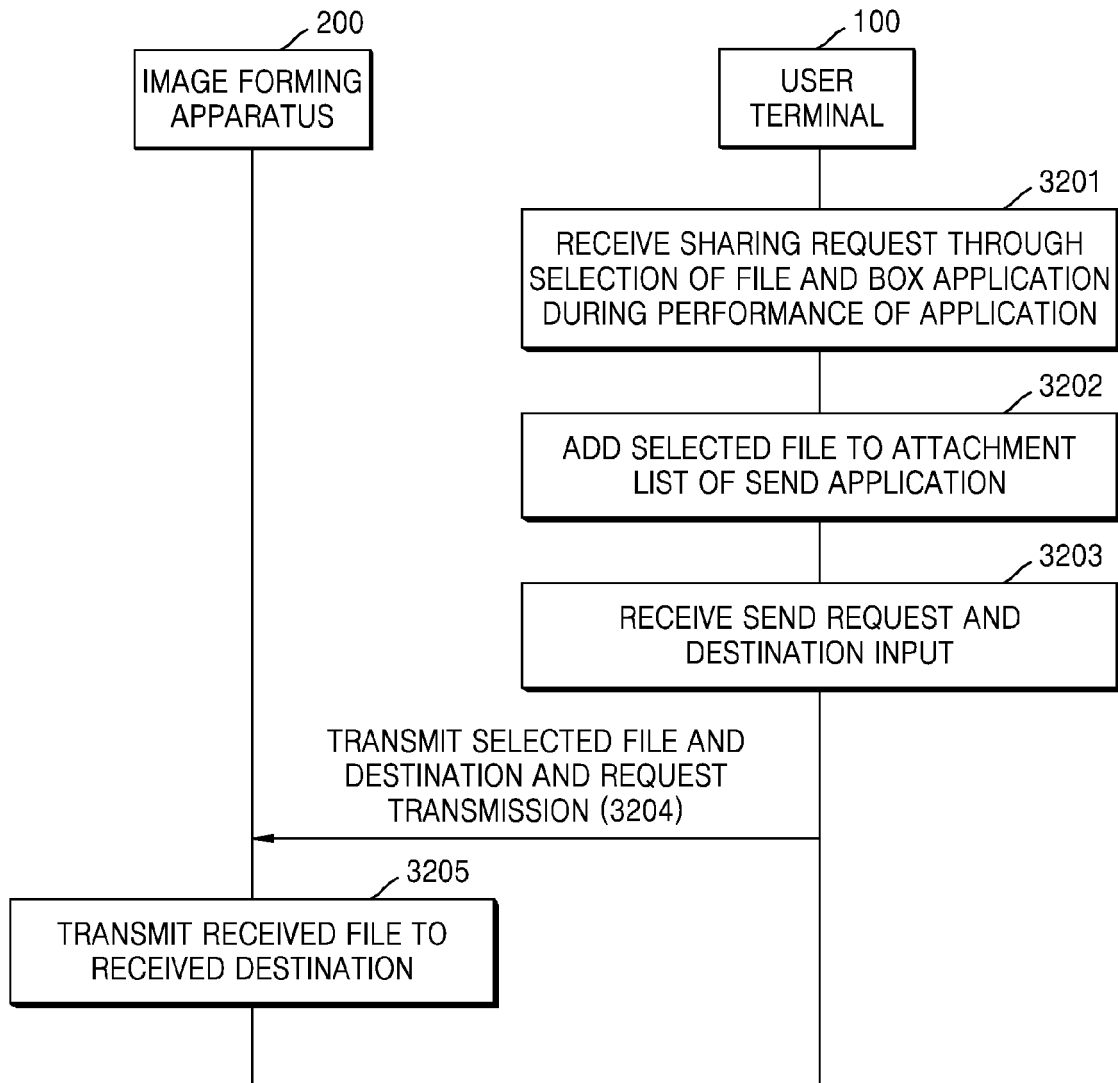 200
100
IMAGE FORMING
APPARATUS
USER
TERMINAL
3201
RECEIVE SHARING REQUEST THROUGH
SELECTION OF FILE AND BOX APPLICATION
DURING PERFORMANCE OF APPLICATION
3202
ADD SELECTED FILE TO ATTACHMENT
LIST OF SEND APPLICATION
3203
RECEIVE SEND REQUEST AND
DESTINATION INPUT
TRANSMIT SELECTED FILE AND
DESTINATION AND REQUEST
TRANSMISSION (3204)
3205
TRANSMIT RECEIVED FILE TO
RECEIVED DESTINATION